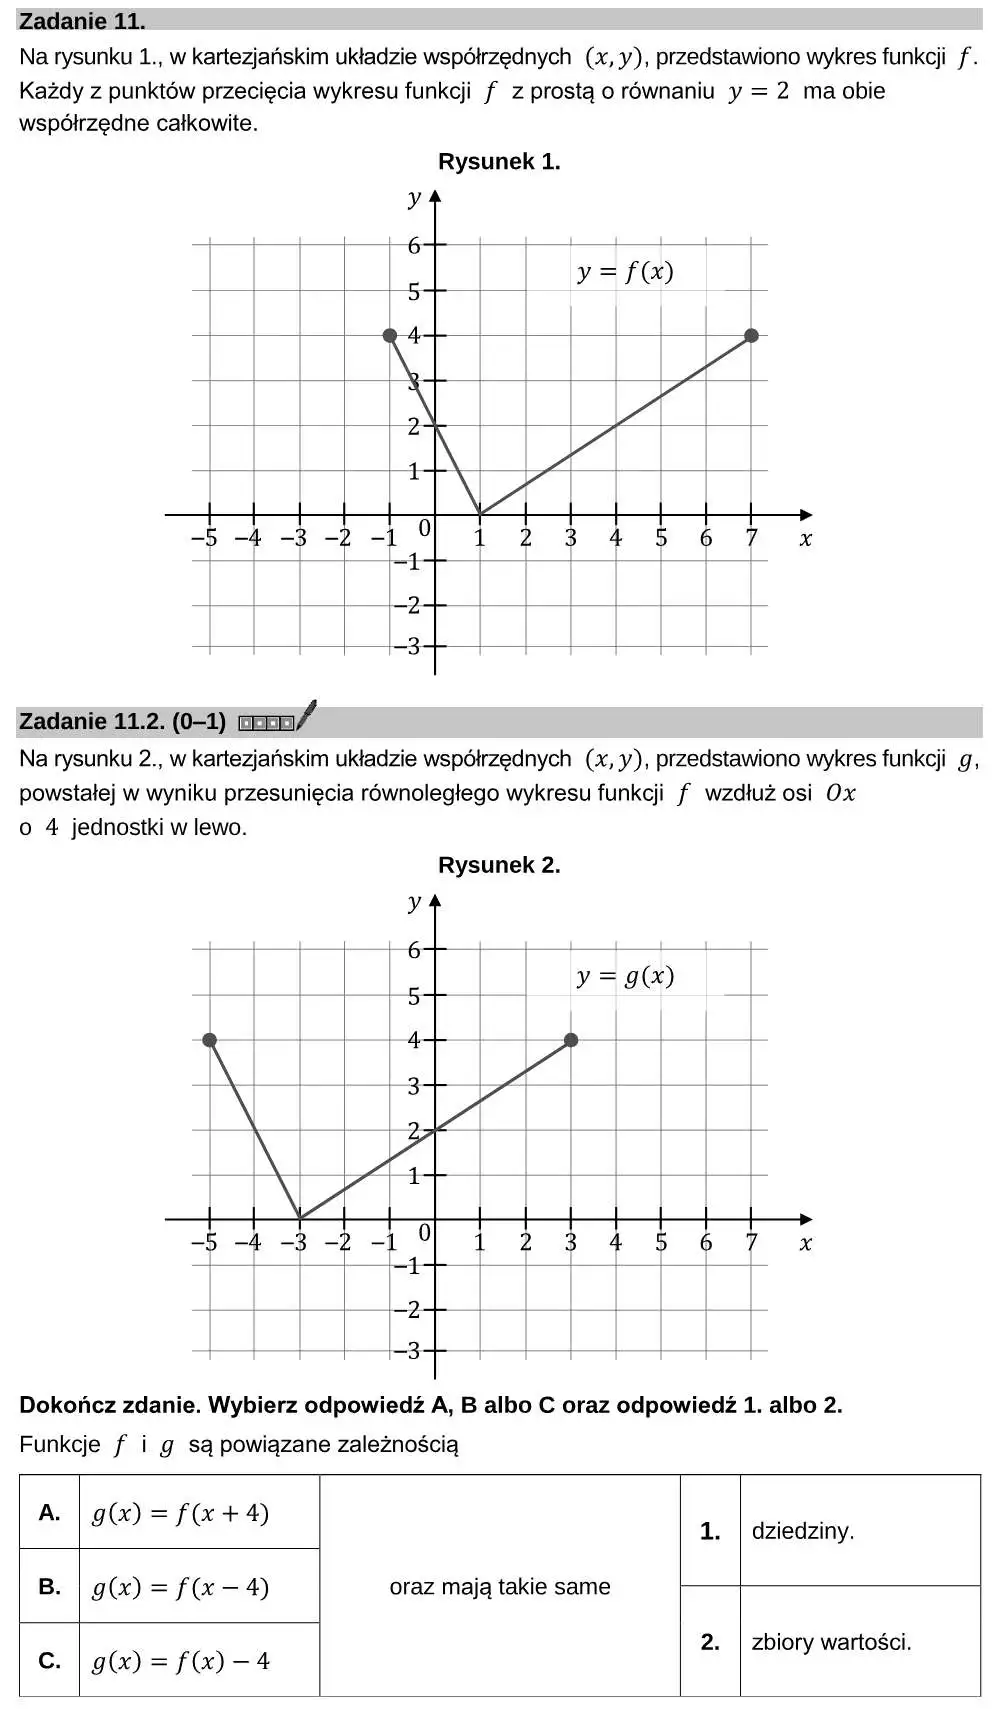 Zadanie 11.
Na rysunku 1., w kartezjańskim układzie współrzędnych (x, y), przedstawiono wykres funkcji f.
Każdy z punktów przecięcia wykresu funkcji f z prostą o równaniu y = 2 ma obie
współrzędne całkowite.
Rysunek 1.
y
6
y = f(x)
5
4
3
2
1
0
−5 −4 −3 −2 −1 1 2 3 4 5 6 7 x
−1
−2
−3
Zadanie 11.2. (0–1)
Na rysunku 2., w kartezjańskim układzie współrzędnych (x, y), przedstawiono wykres funkcji g,
powstałej w wyniku przesunięcia równoległego wykresu funkcji f wzdłuż osi Ox
o 4 jednostki w lewo.
Rysunek 2.
y
6
y = g(x)
5
4
3
2
1
0
−5 −4 −3 −2 −1 1 2 3 4 5 6 7 x
−1
−2
−3
Dokończ zdanie. Wybierz odpowiedź A, B albo C oraz odpowiedź 1. albo 2.
Funkcje f i g są powiązane zależnością
A. g(x) = f(x + 4)
B. g(x) = f(x − 4)
C. g(x) = f(x) − 4
oraz mają takie same
1. dziedziny.
2. zbiory wartości.